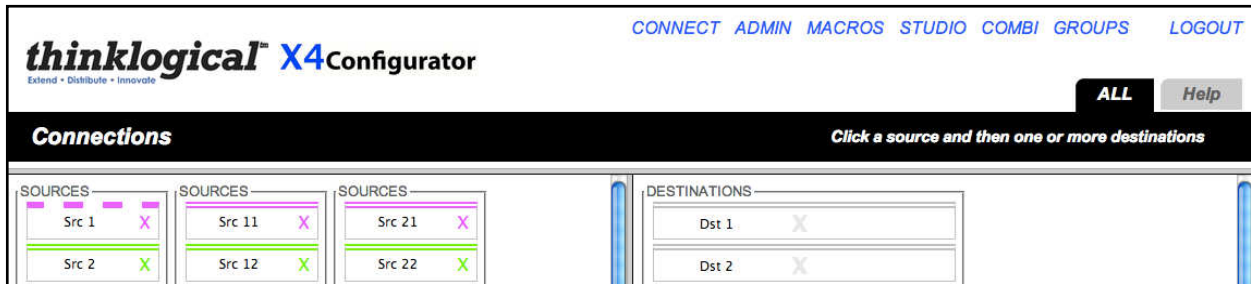 CONNECT ADMIN MACROS STUDIO COMBI GROUPS LOGOUT
thinklogical™ X4Configurator
Extend • Distribute • Innovate
ALL Help
Connections Click a source and then one or more destinations
SOURCES SOURCES SOURCES DESTINATIONS
Src 1 X Src 11 X Src 21 X Dst 1 X
Src 2 X Src 12 X Src 22 X Dst 2 X